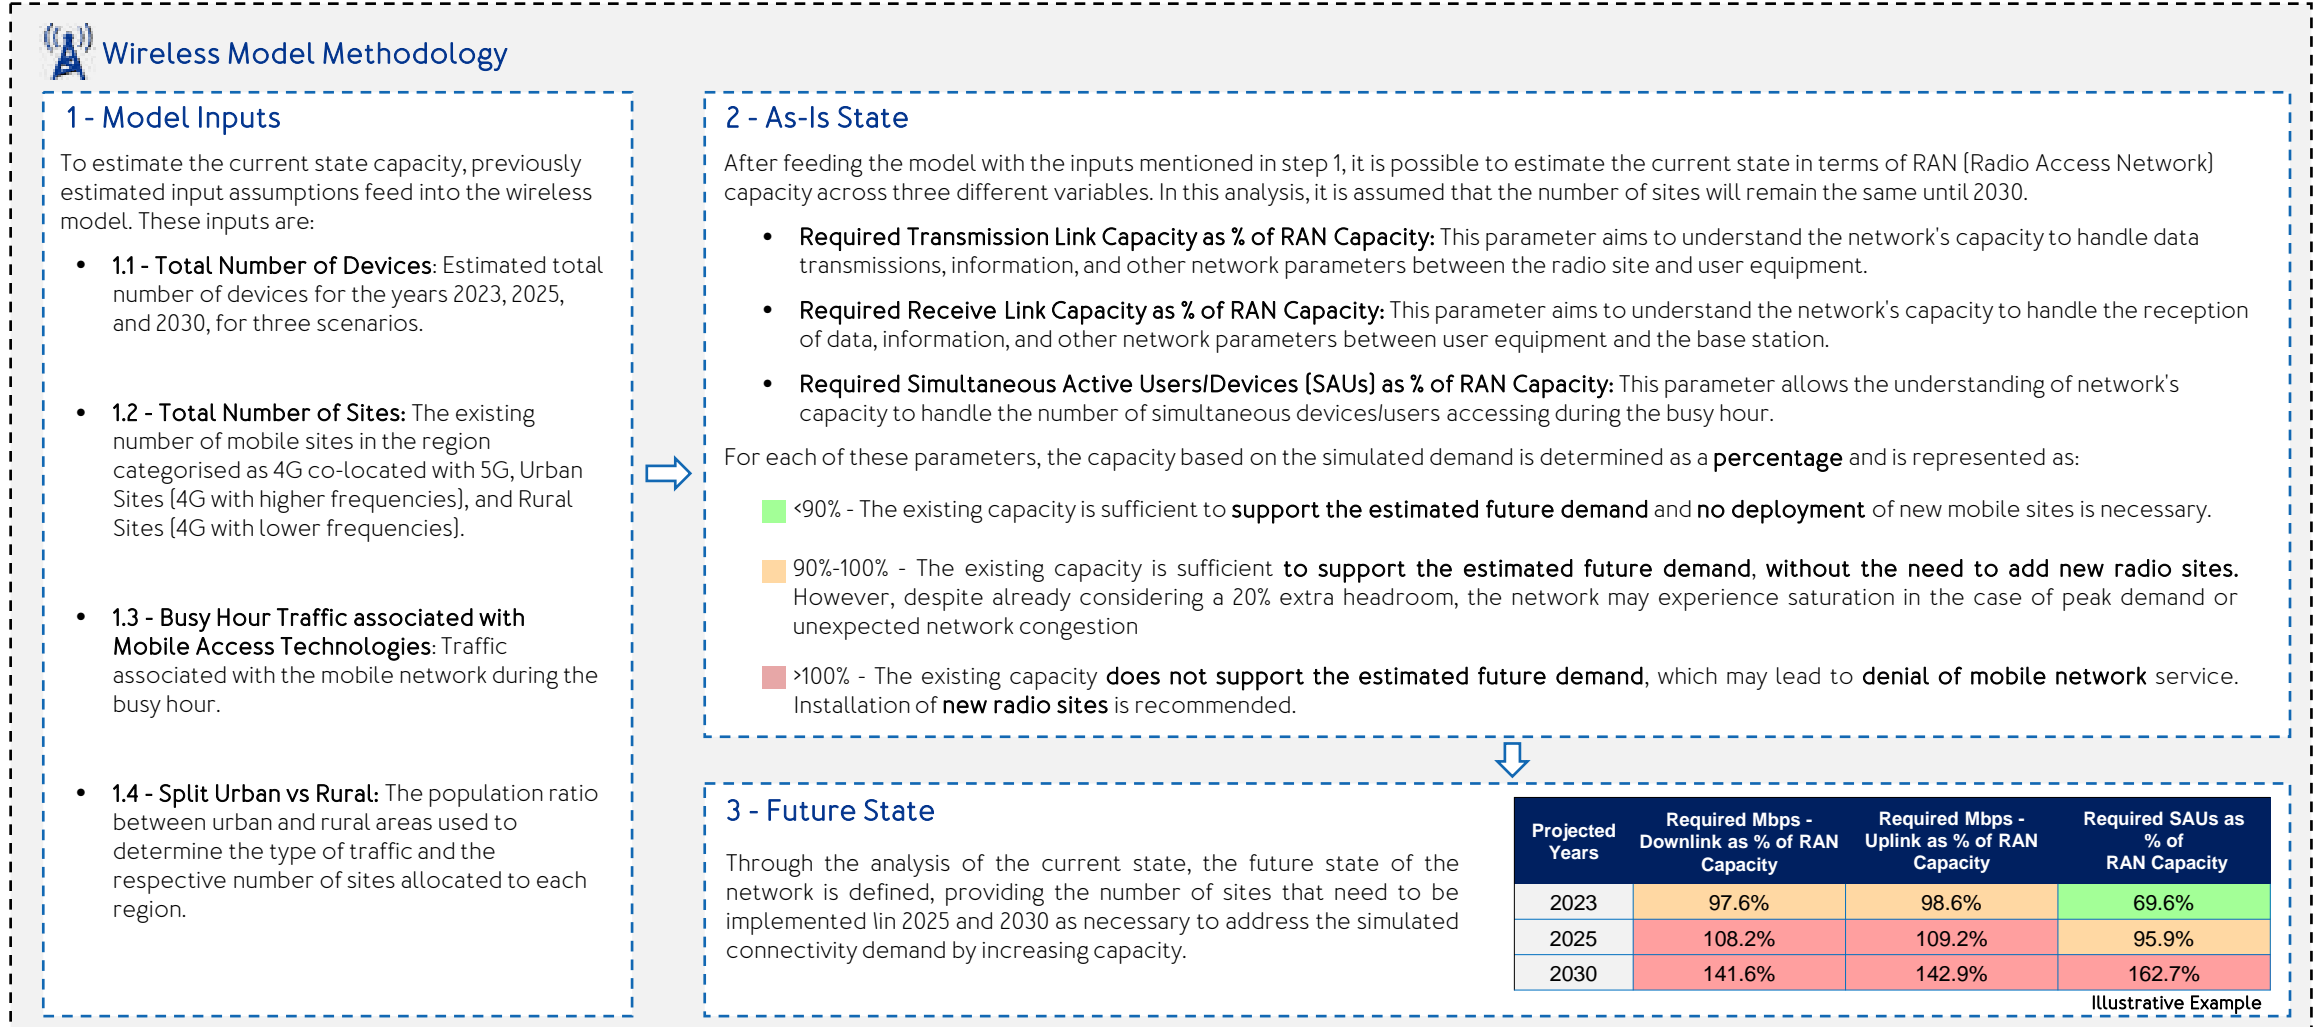 Wireless Model Methodology
1 - Model Inputs
To estimate the current state capacity, previously
estimated input assumptions feed into the wireless
model. These inputs are:
• 1.1 - Total Number of Devices: Estimated total
number of devices for the years 2023, 2025,
and 2030, for three scenarios.
• 1.2 - Total Number of Sites: The existing
number of mobile sites in the region
categorised as 4G co-located with 5G, Urban
Sites (4G with higher frequencies), and Rural
Sites (4G with lower frequencies).
• 1.3 - Busy Hour Traffic associated with
Mobile Access Technologies: Traffic
associated with the mobile network during the
busy hour.
• 1.4 - Split Urban vs Rural: The population ratio
between urban and rural areas used to
determine the type of traffic and the
respective number of sites allocated to each
region.
2 - As-Is State
After feeding the model with the inputs mentioned in step 1, it is possible to estimate the current state in terms of RAN (Radio Access Network)
capacity across three different variables. In this analysis, it is assumed that the number of sites will remain the same until 2030.
• Required Transmission Link Capacity as % of RAN Capacity: This parameter aims to understand the network's capacity to handle data
transmissions, information, and other network parameters between the radio site and user equipment.
• Required Receive Link Capacity as % of RAN Capacity: This parameter aims to understand the network's capacity to handle the reception
of data, information, and other network parameters between user equipment and the base station.
• Required Simultaneous Active Users/Devices (SAUs) as % of RAN Capacity: This parameter allows the understanding of network's
capacity to handle the number of simultaneous devices/users accessing during the busy hour.
For each of these parameters, the capacity based on the simulated demand is determined as a percentage and is represented as:
<90% - The existing capacity is sufficient to support the estimated future demand and no deployment of new mobile sites is necessary.
90%-100% - The existing capacity is sufficient to support the estimated future demand, without the need to add new radio sites.
However, despite already considering a 20% extra headroom, the network may experience saturation in the case of peak demand or
unexpected network congestion
>100% - The existing capacity does not support the estimated future demand, which may lead to denial of mobile network service.
Installation of new radio sites is recommended.
3 - Future State
Through the analysis of the current state, the future state of the
network is defined, providing the number of sites that need to be
implemented \in 2025 and 2030 as necessary to address the simulated
connectivity demand by increasing capacity.
Projected Years
Required Mbps - Downlink as % of RAN Capacity
Required Mbps - Uplink as % of RAN Capacity
Required SAUs as % of RAN Capacity
2023 97.6% 98.6% 69.6%
2025 108.2% 109.2% 95.9%
2030 141.6% 142.9% 162.7%
Illustrative Example